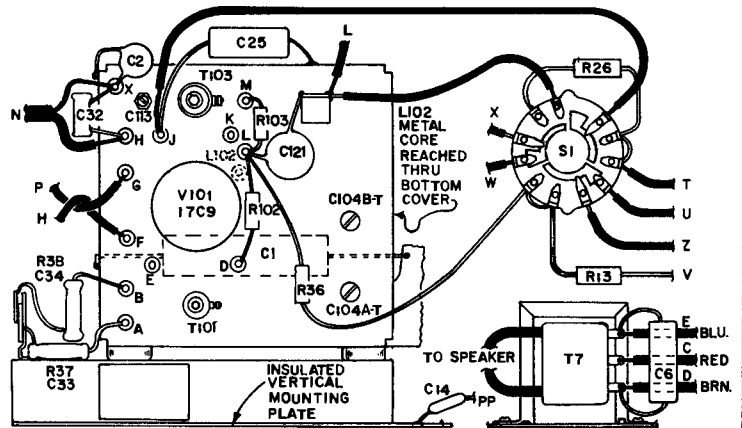 C25
L
C2
R26
T103
X
M
N
C32
C113
J
K
R103
H
L
L102
C121
L102
METAL
CORE
REACHED
THRU
BOTTOM
COVER
X
W
S1
P
G
H
V101
17C9
R102
C104B-T
T
U
F
R3B
C34
C1
Z
E
D
R36
R13
V
B
A
T101
C104A-T
R37
C33
INSULATED
VERTICAL
MOUNTING
PLATE
C14
PP
TO SPEAKER
T7
C6
E
BLU.
C
RED
D
BRN.